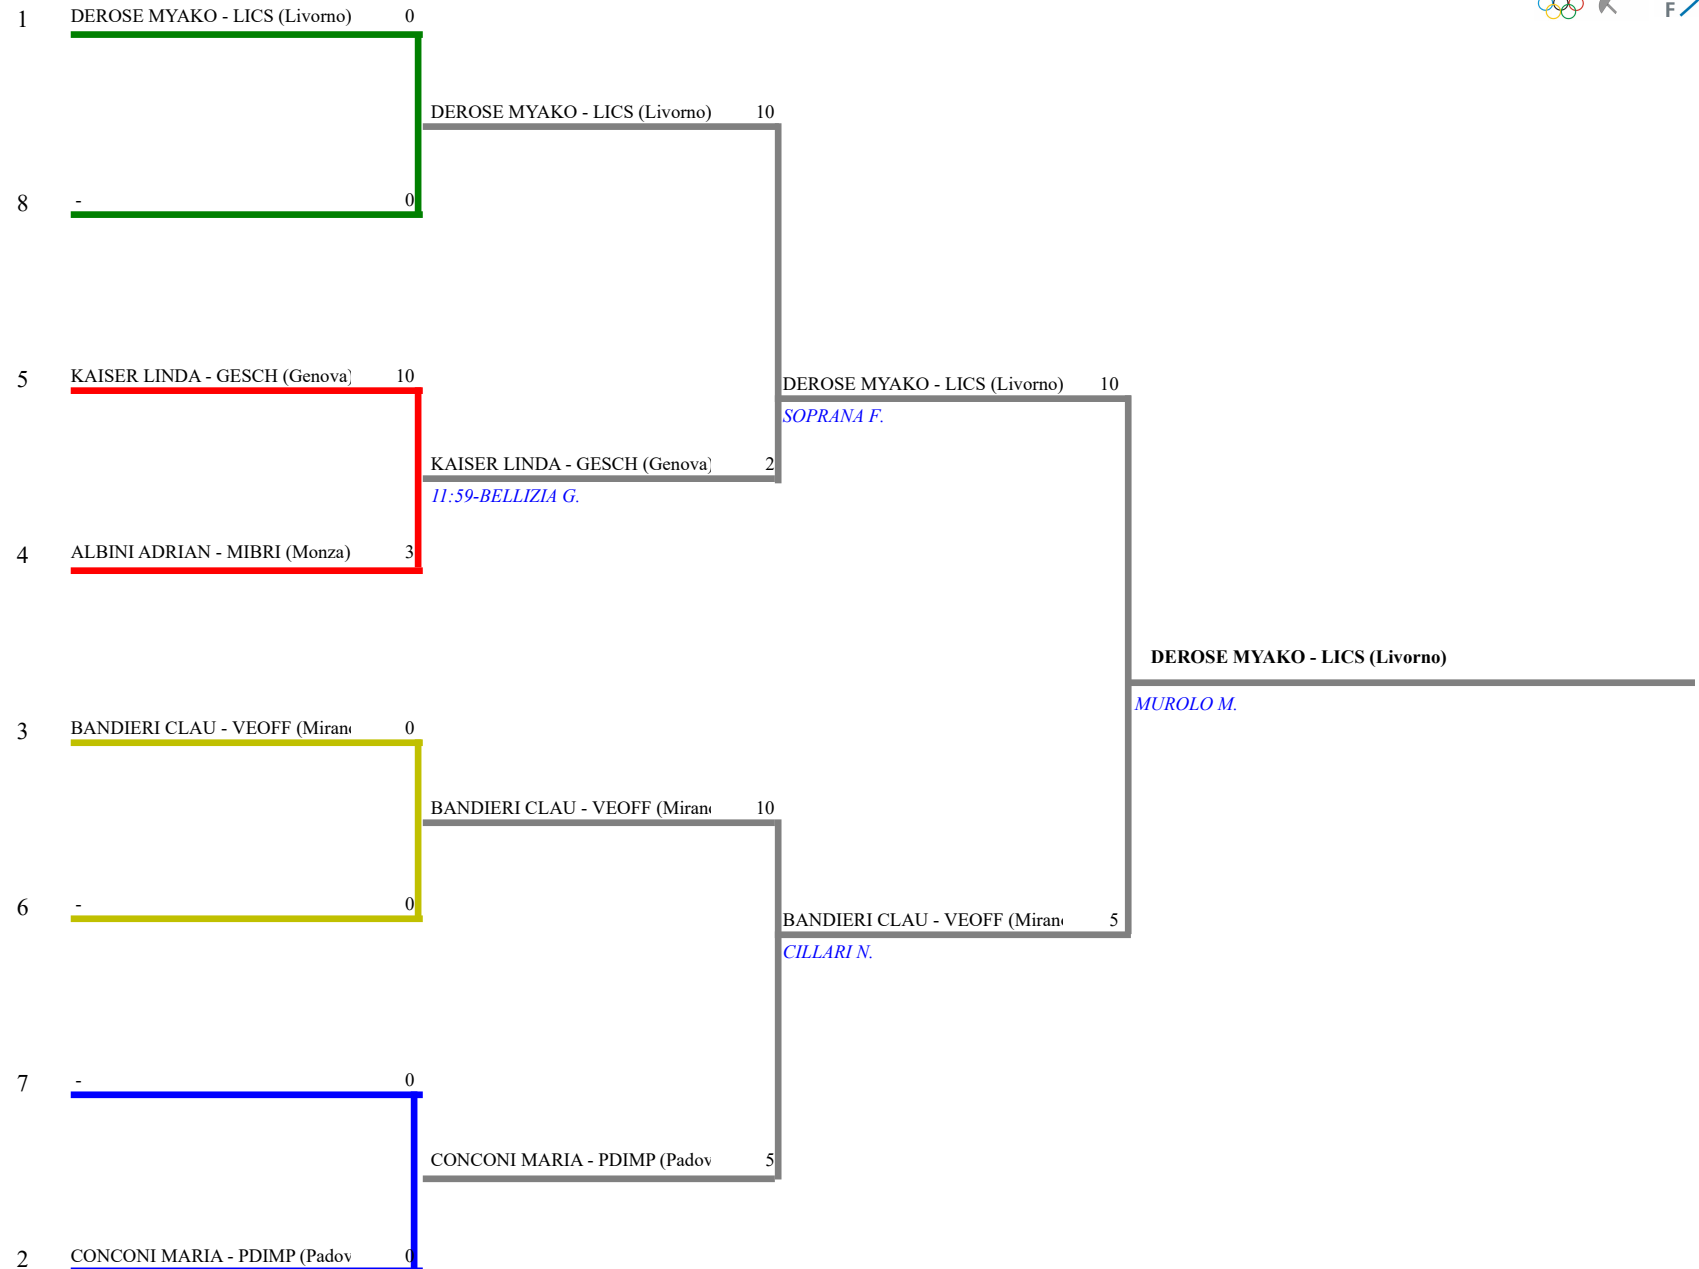 F
1 DEROSE MYAKO - LICS (Livorno) 0
DEROSE MYAKO - LICS (Livorno) 10
8 - 0
5 KAISER LINDA - GESCH (Genova) 10
DEROSE MYAKO - LICS (Livorno) 10
SOPRANA F.
KAISER LINDA - GESCH (Genova) 2
11:59-BELLIZIA G.
4 ALBINI ADRIAN - MIBRI (Monza) 3
DEROSE MYAKO - LICS (Livorno)
MUROLO M.
3 BANDIERI CLAU - VEOFF (Miran 0
BANDIERI CLAU - VEOFF (Miran 10
6 - 0
BANDIERI CLAU - VEOFF (Miran 5
CILLARI N.
7 - 0
CONCONI MARIA - PDIMP (Padov 5
2 CONCONI MARIA - PDIMP (Padov 0